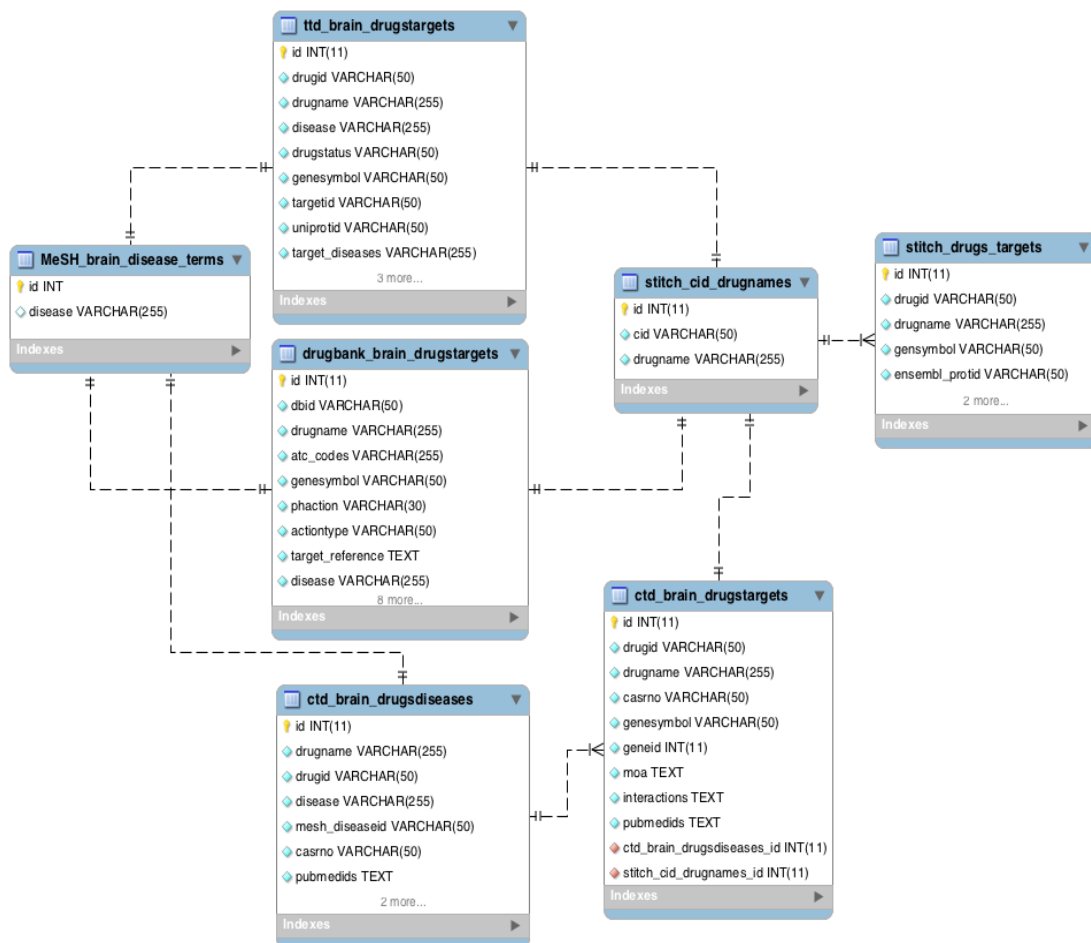 ttd_brain_drugstargets
id INT(11)
drugid VARCHAR(50)
drugname VARCHAR(255)
disease VARCHAR(255)
drugstatus VARCHAR(50)
genesymbol VARCHAR(50)
targetid VARCHAR(50)
uniprotid VARCHAR(50)
target_diseases VARCHAR(255)
3 more...
Indexes
MeSH_brain_disease_terms
id INT
disease VARCHAR(255)
Indexes
stitch_cid_drugnames
id INT(11)
cid VARCHAR(50)
drugname VARCHAR(255)
Indexes
stitch_drugs_targets
id INT(11)
drugid VARCHAR(50)
drugname VARCHAR(255)
gensymbol VARCHAR(50)
ensembl_protid VARCHAR(50)
2 more...
Indexes
drugbank_brain_drugstargets
id INT(11)
dbid VARCHAR(50)
drugname VARCHAR(255)
atc_codes VARCHAR(255)
genesymbol VARCHAR(50)
phaction VARCHAR(30)
actiontype VARCHAR(50)
target_reference TEXT
disease VARCHAR(255)
8 more...
Indexes
ctd_brain_drugstargets
id INT(11)
drugid VARCHAR(50)
drugname VARCHAR(255)
casrno VARCHAR(50)
genesymbol VARCHAR(50)
geneid INT(11)
moa TEXT
interactions TEXT
pubmedids TEXT
ctd_brain_drugsdiseases_id INT(11)
stitch_cid_drugnames_id INT(11)
Indexes
ctd_brain_drugsdiseases
id INT(11)
drugname VARCHAR(255)
drugid VARCHAR(50)
disease VARCHAR(255)
mesh_diseaseid VARCHAR(50)
casrno VARCHAR(50)
pubmedids TEXT
2 more...
Indexes